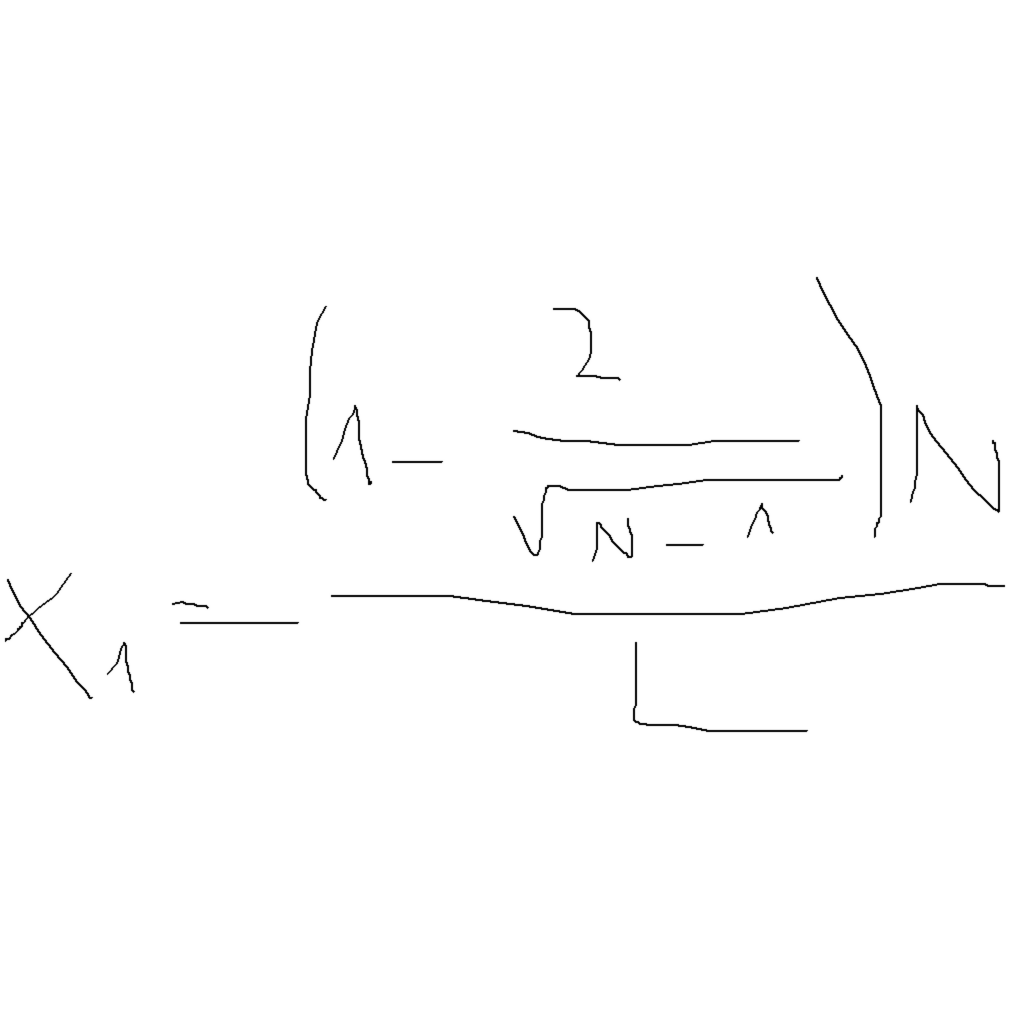 X₁ = (1 - 2/√(N - 1)) N / L